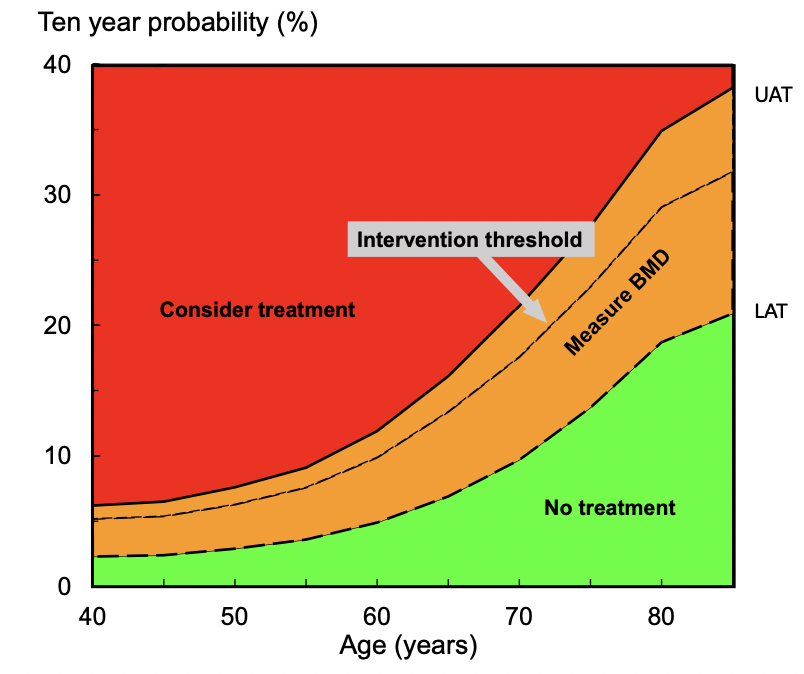 Ten year probability (%)
40
UAT
30
Intervention threshold
Measure BMD
Consider treatment
20
LAT
10
No treatment
0
40 50 60 70 80
Age (years)